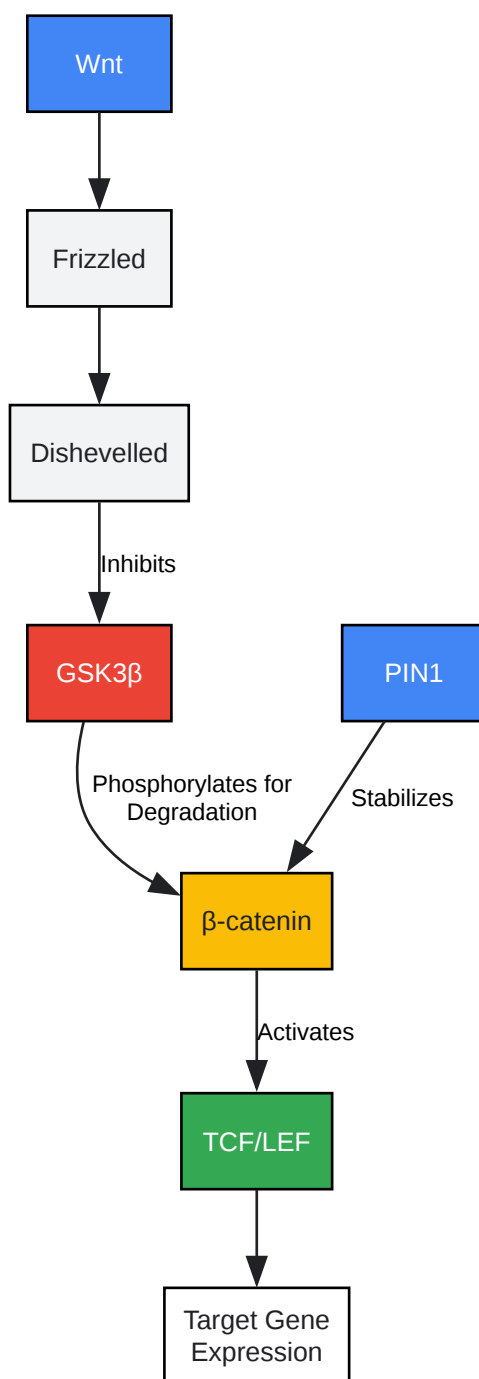 Wnt
Frizzled
Dishevelled
Inhibits
GSK3β
PIN1
Phosphorylates for
Degradation
Stabilizes
β-catenin
Activates
TCF/LEF
Target Gene
Expression